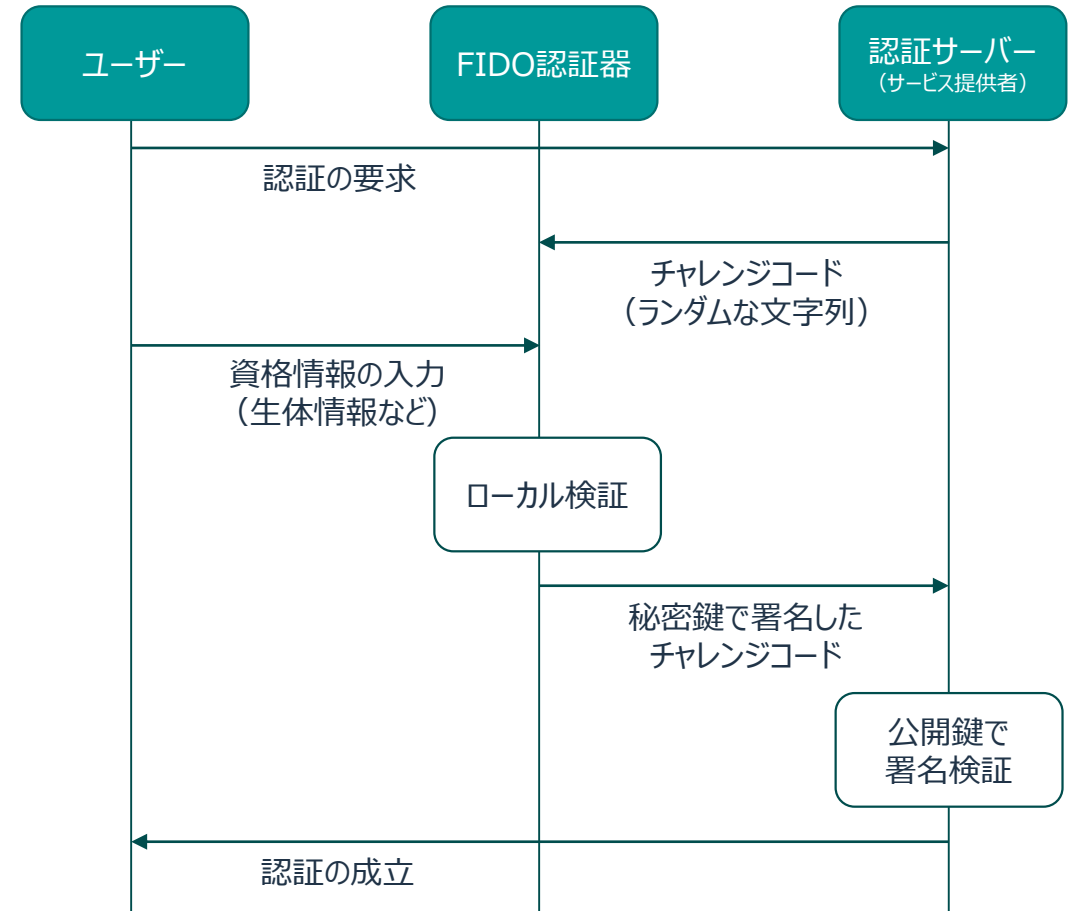 ユーザー
FIDO認証器
認証サーバー
（サービス提供者）
認証の要求
チャレンジコード
（ランダムな文字列）
資格情報の入力
（生体情報など）
ローカル検証
秘密鍵で署名した
チャレンジコード
公開鍵で
署名検証
認証の成立